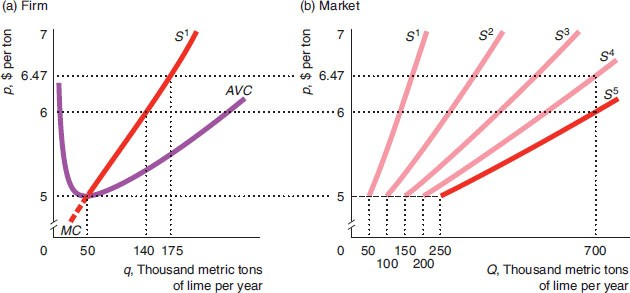 (a) Firm
p, $ per ton
7
6.47
6
5
S¹
AVC
MC
0 50 140 175
q, Thousand metric tons
of lime per year
(b) Market
p, $ per ton
7
6.47
6
5
S¹ S² S³ S⁴ S⁵
0 50 150 250 700
100 200
Q, Thousand metric tons
of lime per year